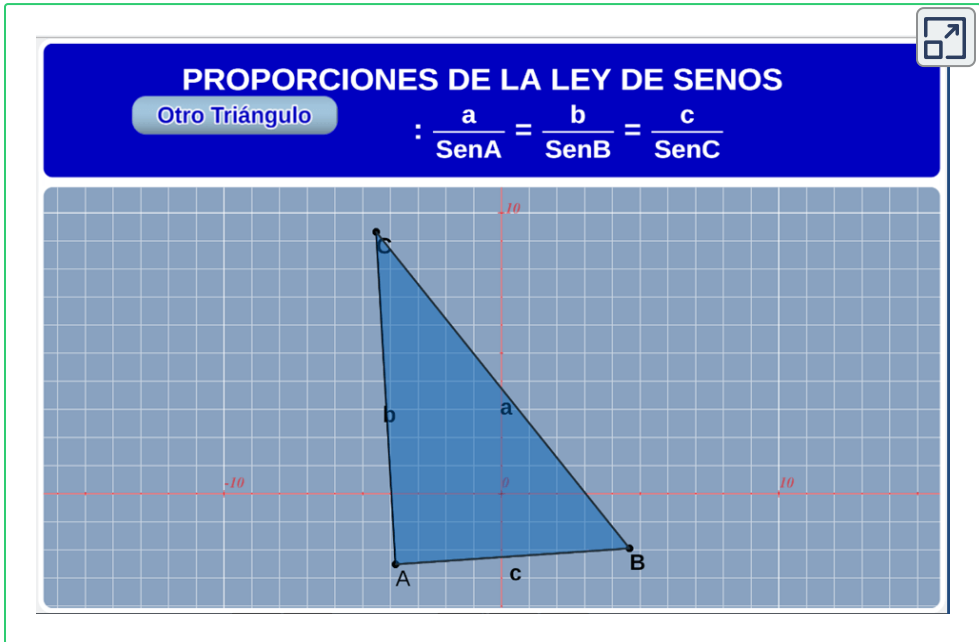 PROPORCIONES DE LA LEY DE SENOS
Otro Triángulo
: a/SenA = b/SenB = c/SenC
10
C
b
a
-10
0
10
A
c
B